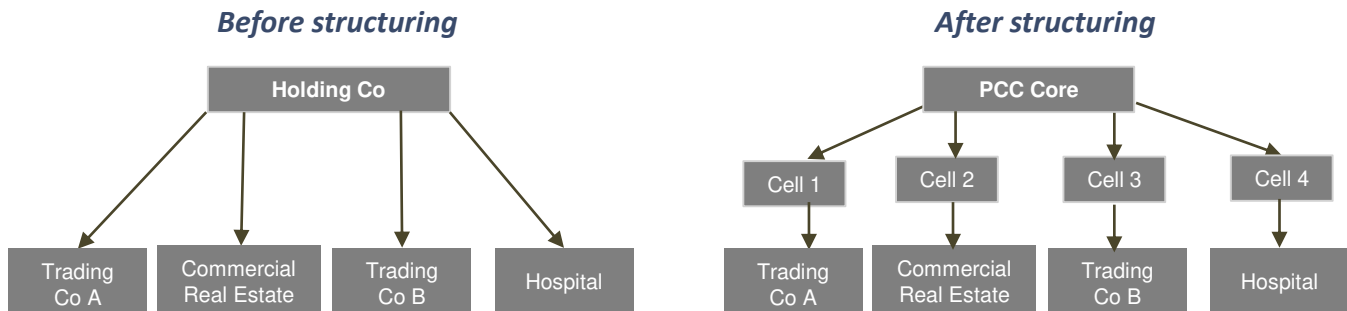 Before structuring
Holding Co
Trading
Co A
Commercial
Real Estate
Trading
Co B
Hospital
After structuring
PCC Core
Cell 1
Cell 2
Cell 3
Cell 4
Trading
Co A
Commercial
Real Estate
Trading
Co B
Hospital